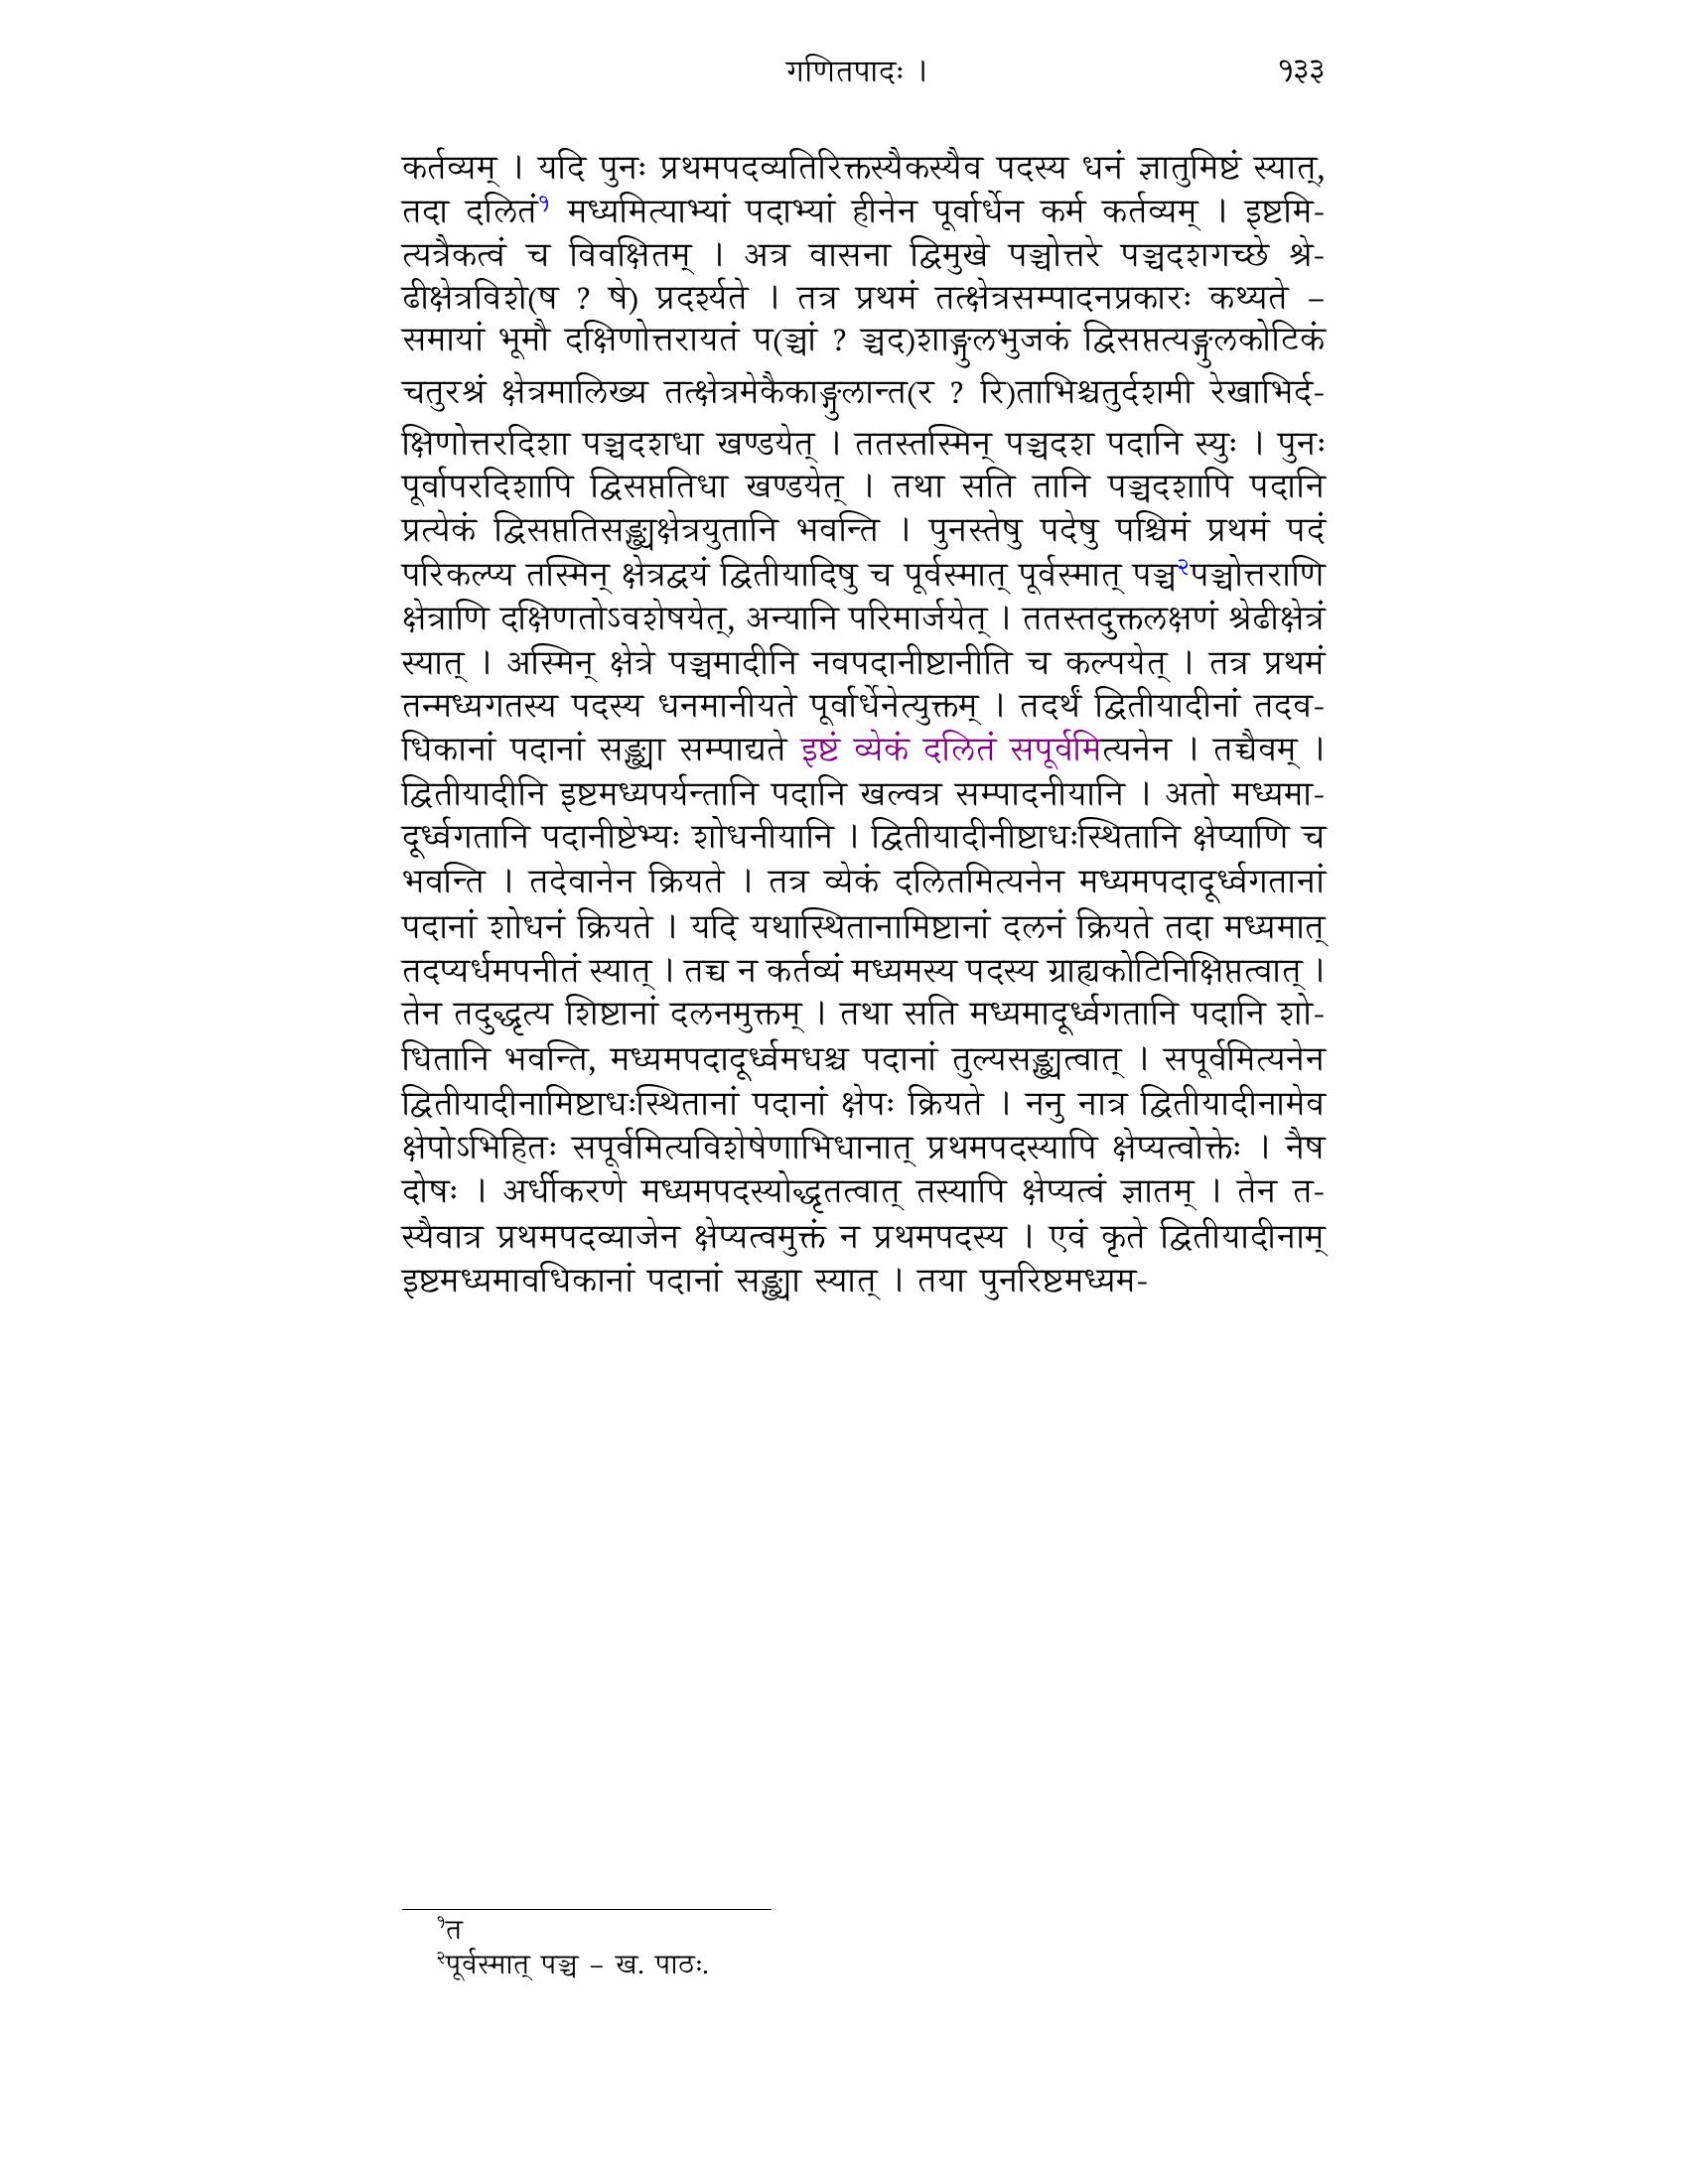 गणितपादः । १३३
कर्तव्यम् । यदि पुनः प्रथमपदव्यतिरिक्तस्यैकस्यैव पदस्य धनं ज्ञातुमिष्टं स्यात्,
तदा दलितं१ मध्यमित्याभ्यां पदाभ्यां हीनेन पूर्वार्धेन कर्म कर्तव्यम् । इष्टमि-
त्यत्रैकत्वं च विवक्षितम् । अत्र वासना द्विमुखे पञ्चोत्तरे पञ्चदशगच्छे श्रे-
ढीक्षेत्रविशे(ष ? षे) प्रदर्श्यते । तत्र प्रथमं तत्क्षेत्रसम्पादनप्रकारः कथ्यते –
समायां भूमौ दक्षिणोत्तरायतं प(ञ्चां ? ञ्चद)शाङ्गुलभुजकं द्विसप्तत्यङ्गुलकोटिकं
चतुरश्रं क्षेत्रमालिख्य तत्क्षेत्रमेकैकाङ्गुलान्त(र ? रि)ताभिश्चतुर्दशमी रेखाभिर्द-
क्षिणोत्तरदिशा पञ्चदशधा खण्डयेत् । ततस्तस्मिन् पञ्चदश पदानि स्युः । पुनः
पूर्वापरदिशापि द्विसप्ततिधा खण्डयेत् । तथा सति तानि पञ्चदशापि पदानि
प्रत्येकं द्विसप्ततिसङ्ख्यक्षेत्रयुतानि भवन्ति । पुनस्तेषु पदेषु पश्चिमं प्रथमं पदं
परिकल्प्य तस्मिन् क्षेत्रद्वयं द्वितीयादिषु च पूर्वस्मात् पूर्वस्मात् पञ्च२पञ्चोत्तराणि
क्षेत्राणि दक्षिणतोऽवशेषयेत्, अन्यानि परिमार्जयेत् । ततस्तदुक्तलक्षणं श्रेढीक्षेत्रं
स्यात् । अस्मिन् क्षेत्रे पञ्चमादीनि नवपदानीष्टानीति च कल्पयेत् । तत्र प्रथमं
तन्मध्यगतस्य पदस्य धनमानीयते पूर्वार्धेनेत्युक्तम् । तदर्थं द्वितीयादीनां तदव-
धिकानां पदानां सङ्ख्या सम्पाद्यते इष्टं व्येकं दलितं सपूर्वमित्यनेन । तच्चैवम् ।
द्वितीयादीनि इष्टमध्यपर्यन्तानि पदानि खल्वत्र सम्पादनीयानि । अतो मध्यमा-
दूर्ध्वगतानि पदानीष्टेभ्यः शोधनीयानि । द्वितीयादीनीष्टाधःस्थितानि क्षेप्याणि च
भवन्ति । तदेवानेन क्रियते । तत्र व्येकं दलितमित्यनेन मध्यमपदादूर्ध्वगतानां
पदानां शोधनं क्रियते । यदि यथास्थितानामिष्टानां दलनं क्रियते तदा मध्यमात्
तदप्यर्धमपनीतं स्यात् । तच्च न कर्तव्यं मध्यमस्य पदस्य ग्राह्यकोटिनिक्षिप्तत्वात् ।
तेन तदुद्धृत्य शिष्टानां दलनमुक्तम् । तथा सति मध्यमादूर्ध्वगतानि पदानि शो-
धितानि भवन्ति, मध्यमपदादूर्ध्वमधश्च पदानां तुल्यसङ्ख्यत्वात् । सपूर्वमित्यनेन
द्वितीयादीनामिष्टाधःस्थितानां पदानां क्षेपः क्रियते । ननु नात्र द्वितीयादीनामेव
क्षेपोऽभिहितः सपूर्वमित्यविशेषेणाभिधानात् प्रथमपदस्यापि क्षेप्यत्वोक्तेः । नैष
दोषः । अर्धीकरणे मध्यमपदस्योद्धृतत्वात् तस्यापि क्षेप्यत्वं ज्ञातम् । तेन त-
स्यैवात्र प्रथमपदव्याजेन क्षेप्यत्वमुक्तं न प्रथमपदस्य । एवं कृते द्वितीयादीनाम्
इष्टमध्यमावधिकानां पदानां सङ्ख्या स्यात् । तया पुनरिष्टमध्यम-
१त
२पूर्वस्मात् पञ्च – ख. पाठः.